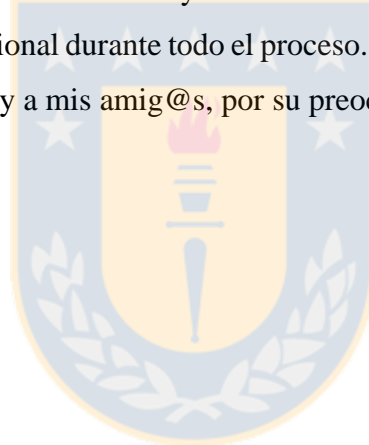 y
ional durante todo el proceso.
y a mis amig@s, por su preoc